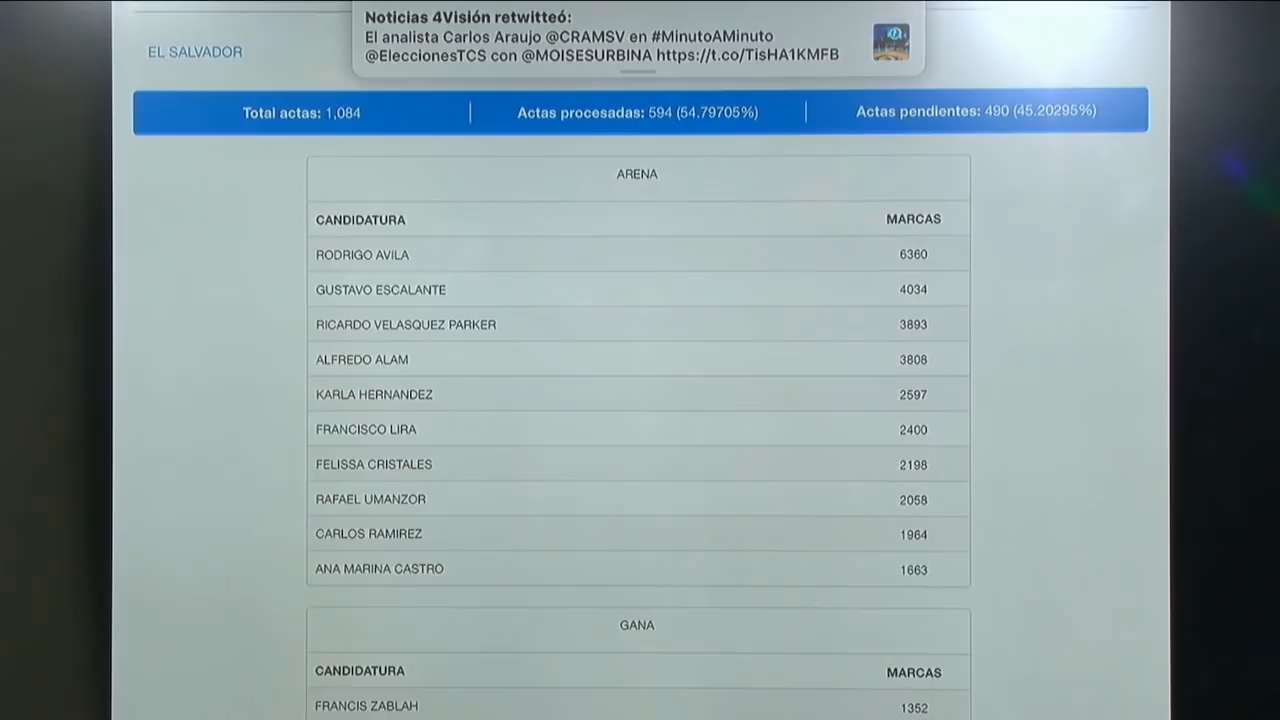 Noticias 4Visión retwitteó:
El analista Carlos Araujo @CRAMSV en #MinutoAMinuto
@EleccionesTCS con @MOISESURBINA https://t.co/TisHA1KMFB
EL SALVADOR
Total actas: 1,084 Actas procesadas: 594 (54.79705%) Actas pendientes: 490 (45.20295%)
ARENA
CANDIDATURA MARCAS
RODRIGO AVILA 6360
GUSTAVO ESCALANTE 4034
RICARDO VELASQUEZ PARKER 3893
ALFREDO ALAM 3808
KARLA HERNANDEZ 2597
FRANCISCO LIRA 2400
FELISSA CRISTALES 2198
RAFAEL UMANZOR 2058
CARLOS RAMIREZ 1964
ANA MARINA CASTRO 1663
GANA
CANDIDATURA MARCAS
FRANCIS ZABLAH 1352